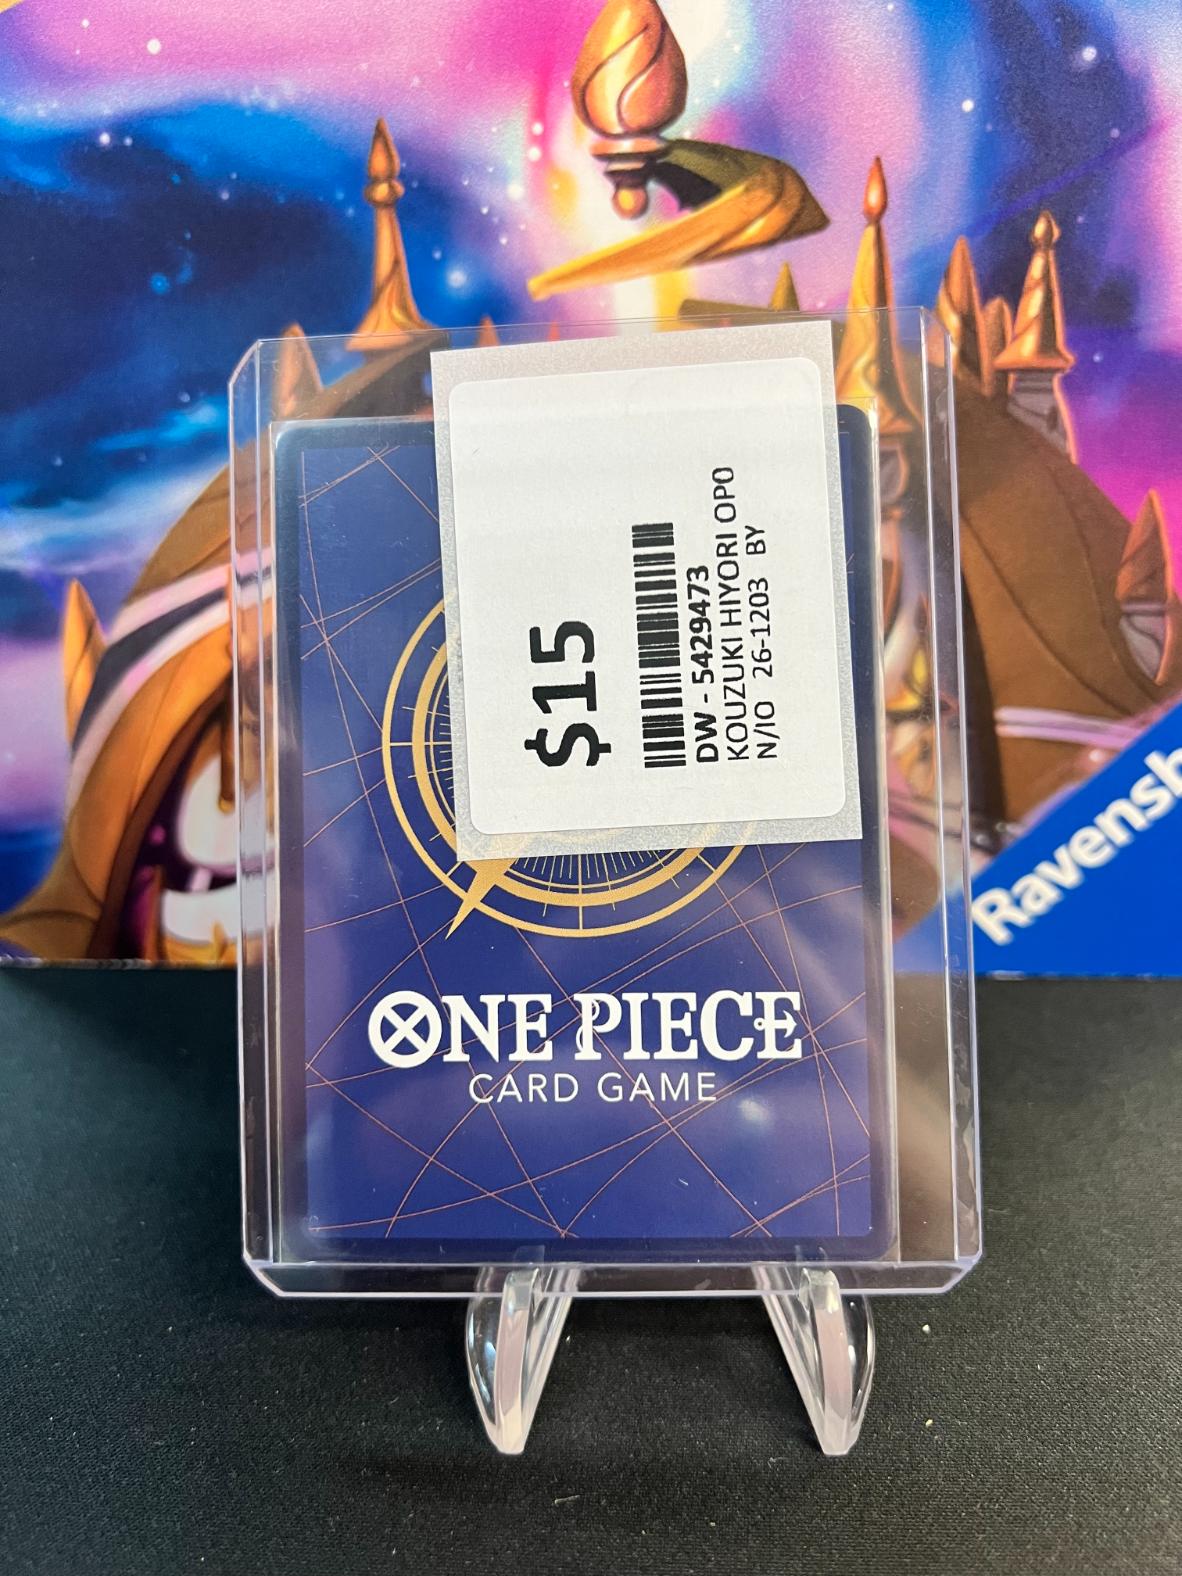 $15
DW - 5429473
KOUZUKI HIYORI OP0
N/IO 26-1203 BY
Ravensb
ONE PIECE
CARD GAME